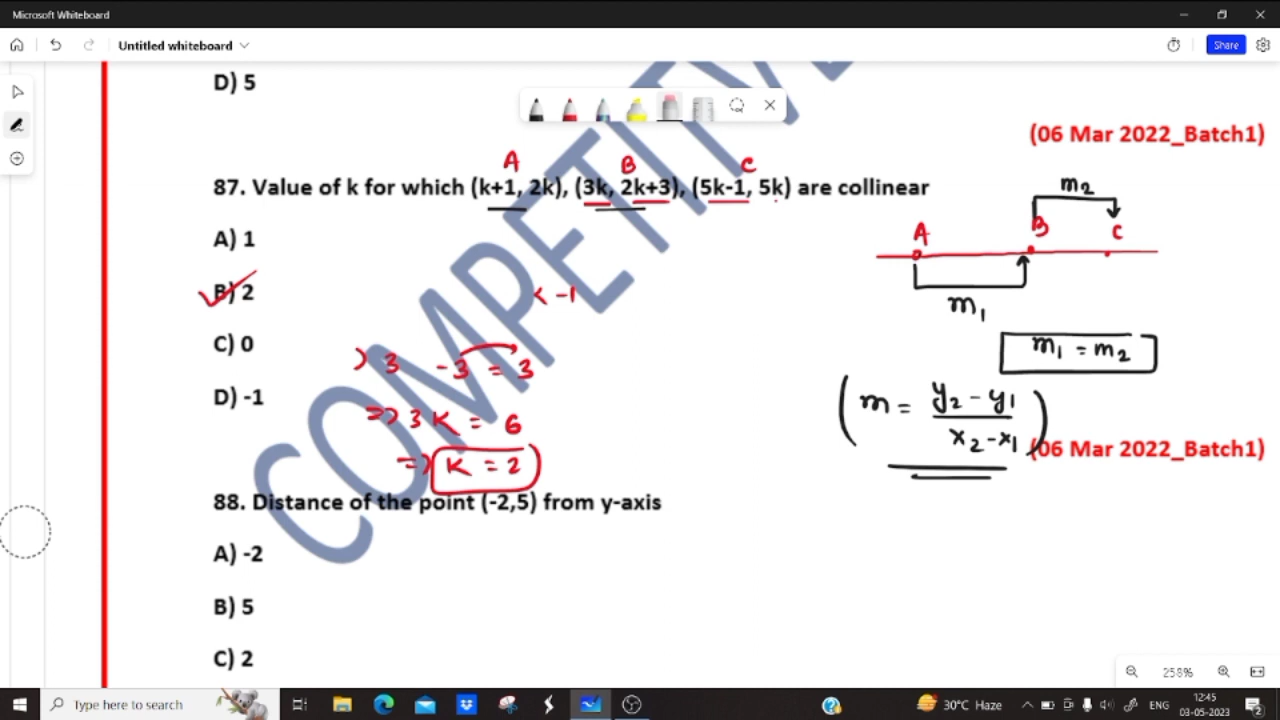 Microsoft Whiteboard
Untitled whiteboard
Share
D) 5
(06 Mar 2022_Batch1)
A B C
87. Value of k for which (k+1, 2k), (3k, 2k+3), (5k-1, 5k) are collinear
A) 1
B) 2
K -1
C) 0
) 3 -3 = 3
D) -1
=> 3 K = 6
=> K = 2
m2
A B C
m1
m1 = m2
(m = y2 - y1 / x2 - x1)
(06 Mar 2022_Batch1)
88. Distance of the point (-2,5) from y-axis
A) -2
B) 5
C) 2
COMPETITIVE
258%
Type here to search
30°C Haze
ENG
12:45
03-05-2023
2